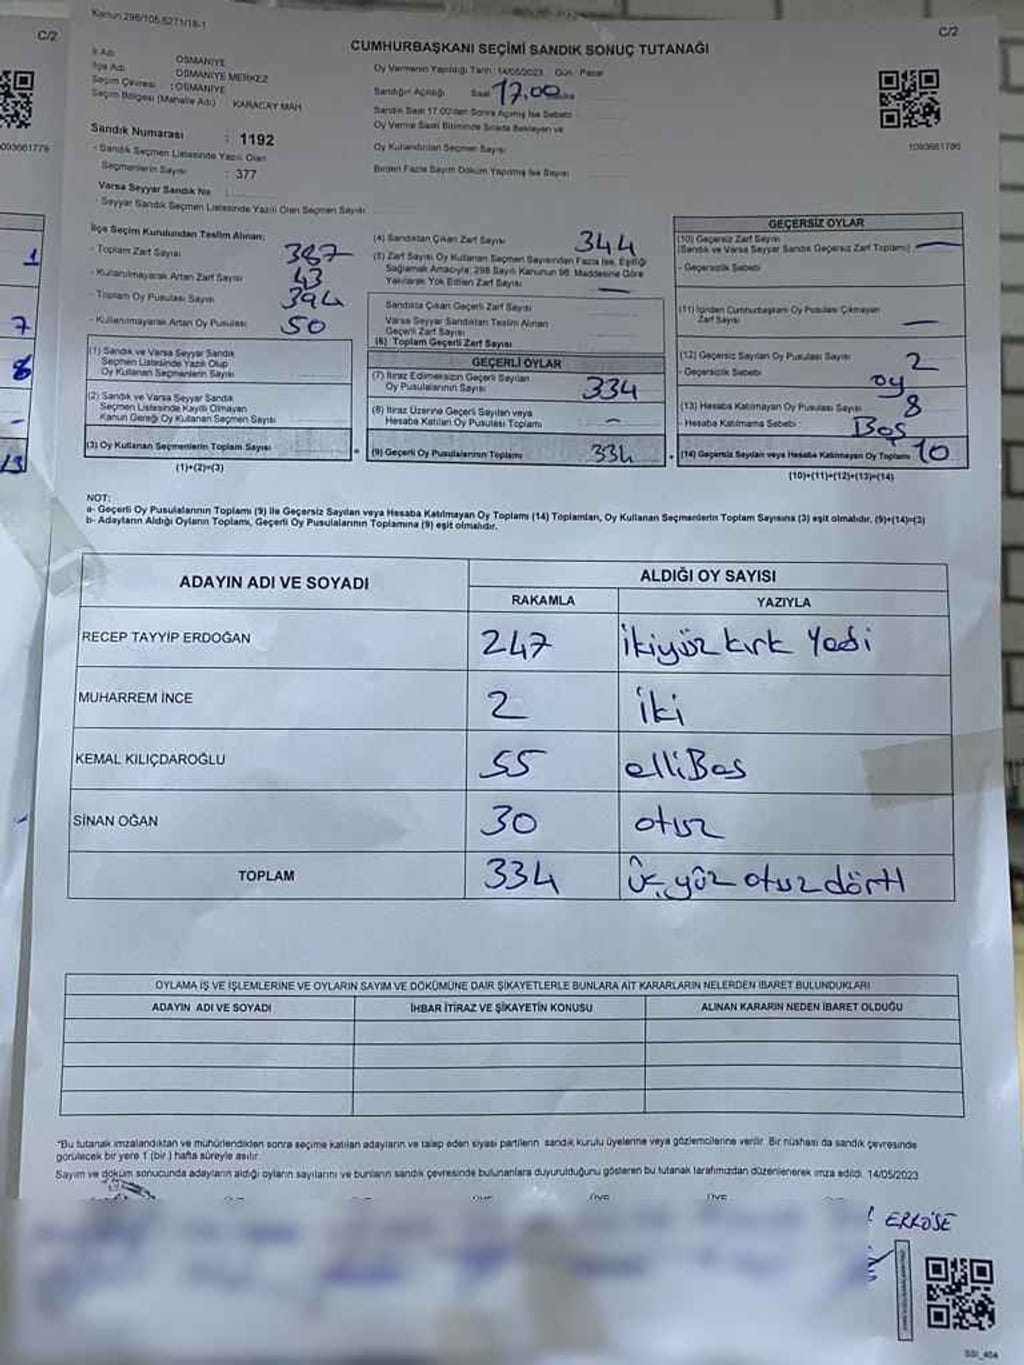 Kanun 298/105,5271/18-1
C/2
C/2
CUMHURBAŞKANI SEÇİMİ SANDIK SONUÇ TUTANAĞI
İl Adı OSMANİYE
İlçe Adı OSMANİYE MERKEZ
Seçim Çevresi : OSMANİYE
Seçim Bölgesi (Mahalle Adı) KARACAY MAH.
Sandık Numarası : 1192
- Sandık Seçmen Listesinde Yazılı Olan
Seçmenlerin Sayısı : 377
Varsa Seyyar Sandık No :
- Seyyar Sandık Seçmen Listesinde Yazılı Olan Seçmen Sayısı
Oy Vermenin Yapıldığı Tarih: 14/05/2023 Gün : Pazar
Sandığın Açıldığı Saat 17.00
Sandık Saat 17:00'den Sonra Açılmış İse Sebebi
Oy Verme Saati Bitiminde Sırada Bekleyen ve
Oy Kullandırılan Seçmen Sayısı
Birden Fazla Sayım Döküm Yapılmış İse Sayısı
1093661780
093661779
1
7
8
-
13
İlçe Seçim Kurulundan Teslim Alınan:
- Toplam Zarf Sayısı 387
- Kullanılmayarak Artan Zarf Sayısı 43
- Toplam Oy Pusulası Sayısı 394
- Kullanılmayarak Artan Oy Pusulası 50
(1) Sandık ve Varsa Seyyar Sandık
Seçmen Listesinde Yazılı Olup
Oy Kullanan Seçmenlerin Sayısı
(2) Sandık ve Varsa Seyyar Sandık
Seçmen Listesinde Kayıtlı Olmayan
Kanun Gereği Oy Kullanan Seçmen Sayısı
(3) Oy Kullanan Seçmenlerin Toplam Sayısı
(1)+(2)=(3)
(4) Sandıktan Çıkan Zarf Sayısı 344
(5) Zarf Sayısı Oy Kullanan Seçmen Sayısından Fazla İse, Eşitliği
Sağlamak Amacıyla; 298 Sayılı Kanunun 98. Maddesine Göre
Yakılarak Yok Edilen Zarf Sayısı —
Sandıkta Çıkan Geçerli Zarf Sayısı
Varsa Seyyar Sandıktan Teslim Alınan
Geçerli Zarf Sayısı
(6) Toplam Geçerli Zarf Sayısı
GEÇERLİ OYLAR
(7) İtiraz Edilmeksizin Geçerli Sayılan
Oy Pusulalarının Sayısı 334
(8) İtiraz Üzerine Geçerli Sayılan veya
Hesaba Katılan Oy Pusulası Toplamı —
(9) Geçerli Oy Pusulalarının Toplamı 334
GEÇERSİZ OYLAR
(10) Geçersiz Zarf Sayısı
(Sandık ve Varsa Seyyar Sandık Geçersiz Zarf Toplamı) —
- Geçersizlik Sebebi
(11) İçinden Cumhurbaşkanı Oy Pusulası Çıkmayan
Zarf Sayısı —
(12) Geçersiz Sayılan Oy Pusulası Sayısı 2
- Geçersizlik Sebebi oy
(13) Hesaba Katılmayan Oy Pusulası Sayısı 8
- Hesaba Katılmama Sebebi : Boş
(14) Geçersiz Sayılan veya Hesaba Katılmayan Oy Toplamı 10
(10)+(11)+(12)+(13)=(14)
NOT:
a- Geçerli Oy Pusulalarının Toplamı (9) ile Geçersiz Sayılan veya Hesaba Katılmayan Oy Toplamı (14) Toplamları, Oy Kullanan Seçmenlerin Toplam Sayısına (3) eşit olmalıdır. (9)+(14)=(3)
b- Adayların Aldığı Oyların Toplamı, Geçerli Oy Pusulalarının Toplamına (9) eşit olmalıdır.
ADAYIN ADI VE SOYADI
ALDIĞI OY SAYISI
RAKAMLA YAZIYLA
RECEP TAYYİP ERDOĞAN 247 İkiyüz kırk Yedi
MUHARREM İNCE 2 İki
KEMAL KILIÇDAROĞLU 55 elliBeş
SİNAN OĞAN 30 otuz
TOPLAM 334 üç yüz otuz dört
OYLAMA İŞ VE İŞLEMLERİNE VE OYLARIN SAYIM VE DÖKÜMÜNE DAİR ŞİKAYETLERLE BUNLARA AİT KARARLARIN NELERDEN İBARET BULUNDUKLARI
ADAYIN ADI VE SOYADI İHBAR İTİRAZ VE ŞİKAYETİN KONUSU ALINAN KARARIN NEDEN İBARET OLDUĞU
*Bu tutanak imzalandıktan ve mühürlendikten sonra seçime katılan adayların ve talep eden siyasi partilerin sandık kurulu üyelerine veya gözlemcilerine verilir. Bir nüshası da sandık çevresinde
görülecek bir yere 1 (bir ) hafta süreyle asılır.
Sayım ve döküm sonucunda adayların aldığı oyların sayılarını ve bunların sandık çevresinde bulunanlara duyurulduğunu gösteren bu tutanak tarafımızdan düzenlenerek imza edildi. 14/05/2023
ERKÖSE